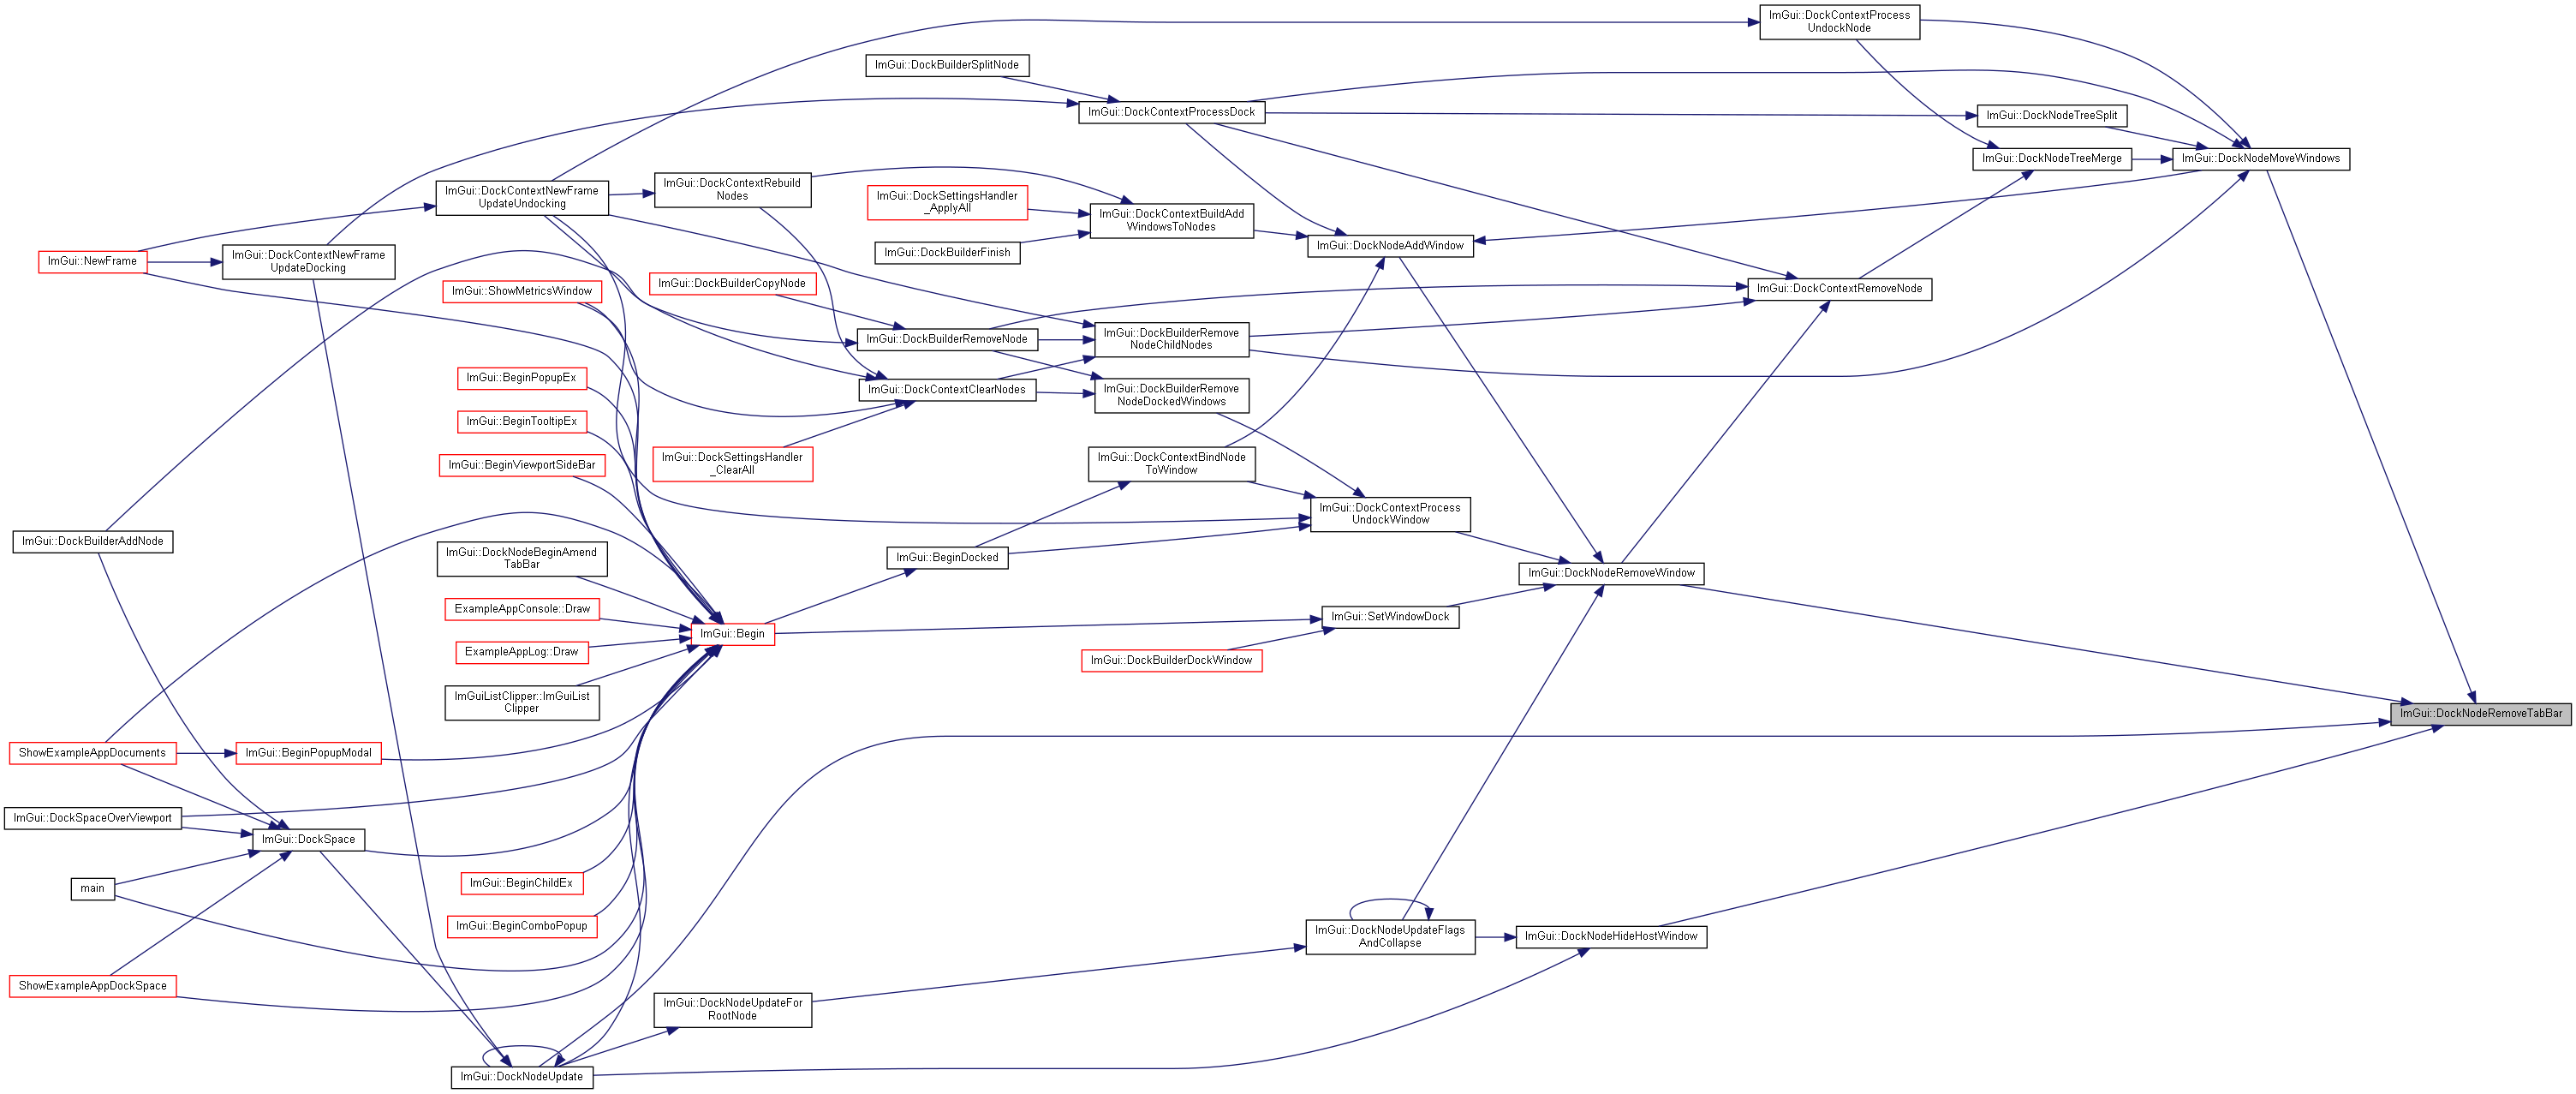 ImGui::DockContextProcess
UndockNode
ImGui::DockBuilderSplitNode
ImGui::DockContextProcessDock
ImGui::DockNodeTreeSplit
ImGui::DockNodeTreeMerge
ImGui::DockNodeMoveWindows
ImGui::DockContextNewFrame
UpdateUndocking
ImGui::DockContextRebuild
Nodes
ImGui::DockSettingsHandler
_ApplyAll
ImGui::DockContextBuildAdd
WindowsToNodes
ImGui::DockBuilderFinish
ImGui::DockNodeAddWindow
ImGui::NewFrame
ImGui::DockContextNewFrame
UpdateDocking
ImGui::ShowMetricsWindow
ImGui::DockBuilderCopyNode
ImGui::DockContextRemoveNode
ImGui::DockBuilderRemoveNode
ImGui::DockBuilderRemove
NodeChildNodes
ImGui::BeginPopupEx
ImGui::DockContextClearNodes
ImGui::DockBuilderRemove
NodeDockedWindows
ImGui::BeginTooltipEx
ImGui::BeginViewportSideBar
ImGui::DockSettingsHandler
_ClearAll
ImGui::DockContextBindNode
ToWindow
ImGui::DockContextProcess
UndockWindow
ImGui::DockBuilderAddNode
ImGui::DockNodeBeginAmend
TabBar
ImGui::BeginDocked
ImGui::DockNodeRemoveWindow
ExampleAppConsole::Draw
ImGui::Begin
ImGui::SetWindowDock
ExampleAppLog::Draw
ImGui::DockBuilderDockWindow
ImGuiListClipper::ImGuiList
Clipper
ImGui::DockNodeRemoveTabBar
ShowExampleAppDocuments
ImGui::BeginPopupModal
ImGui::DockSpaceOverViewport
ImGui::DockSpace
main
ImGui::BeginChildEx
ImGui::BeginComboPopup
ImGui::DockNodeUpdateFlags
AndCollapse
ImGui::DockNodeHideHostWindow
ShowExampleAppDockSpace
ImGui::DockNodeUpdateFor
RootNode
ImGui::DockNodeUpdate